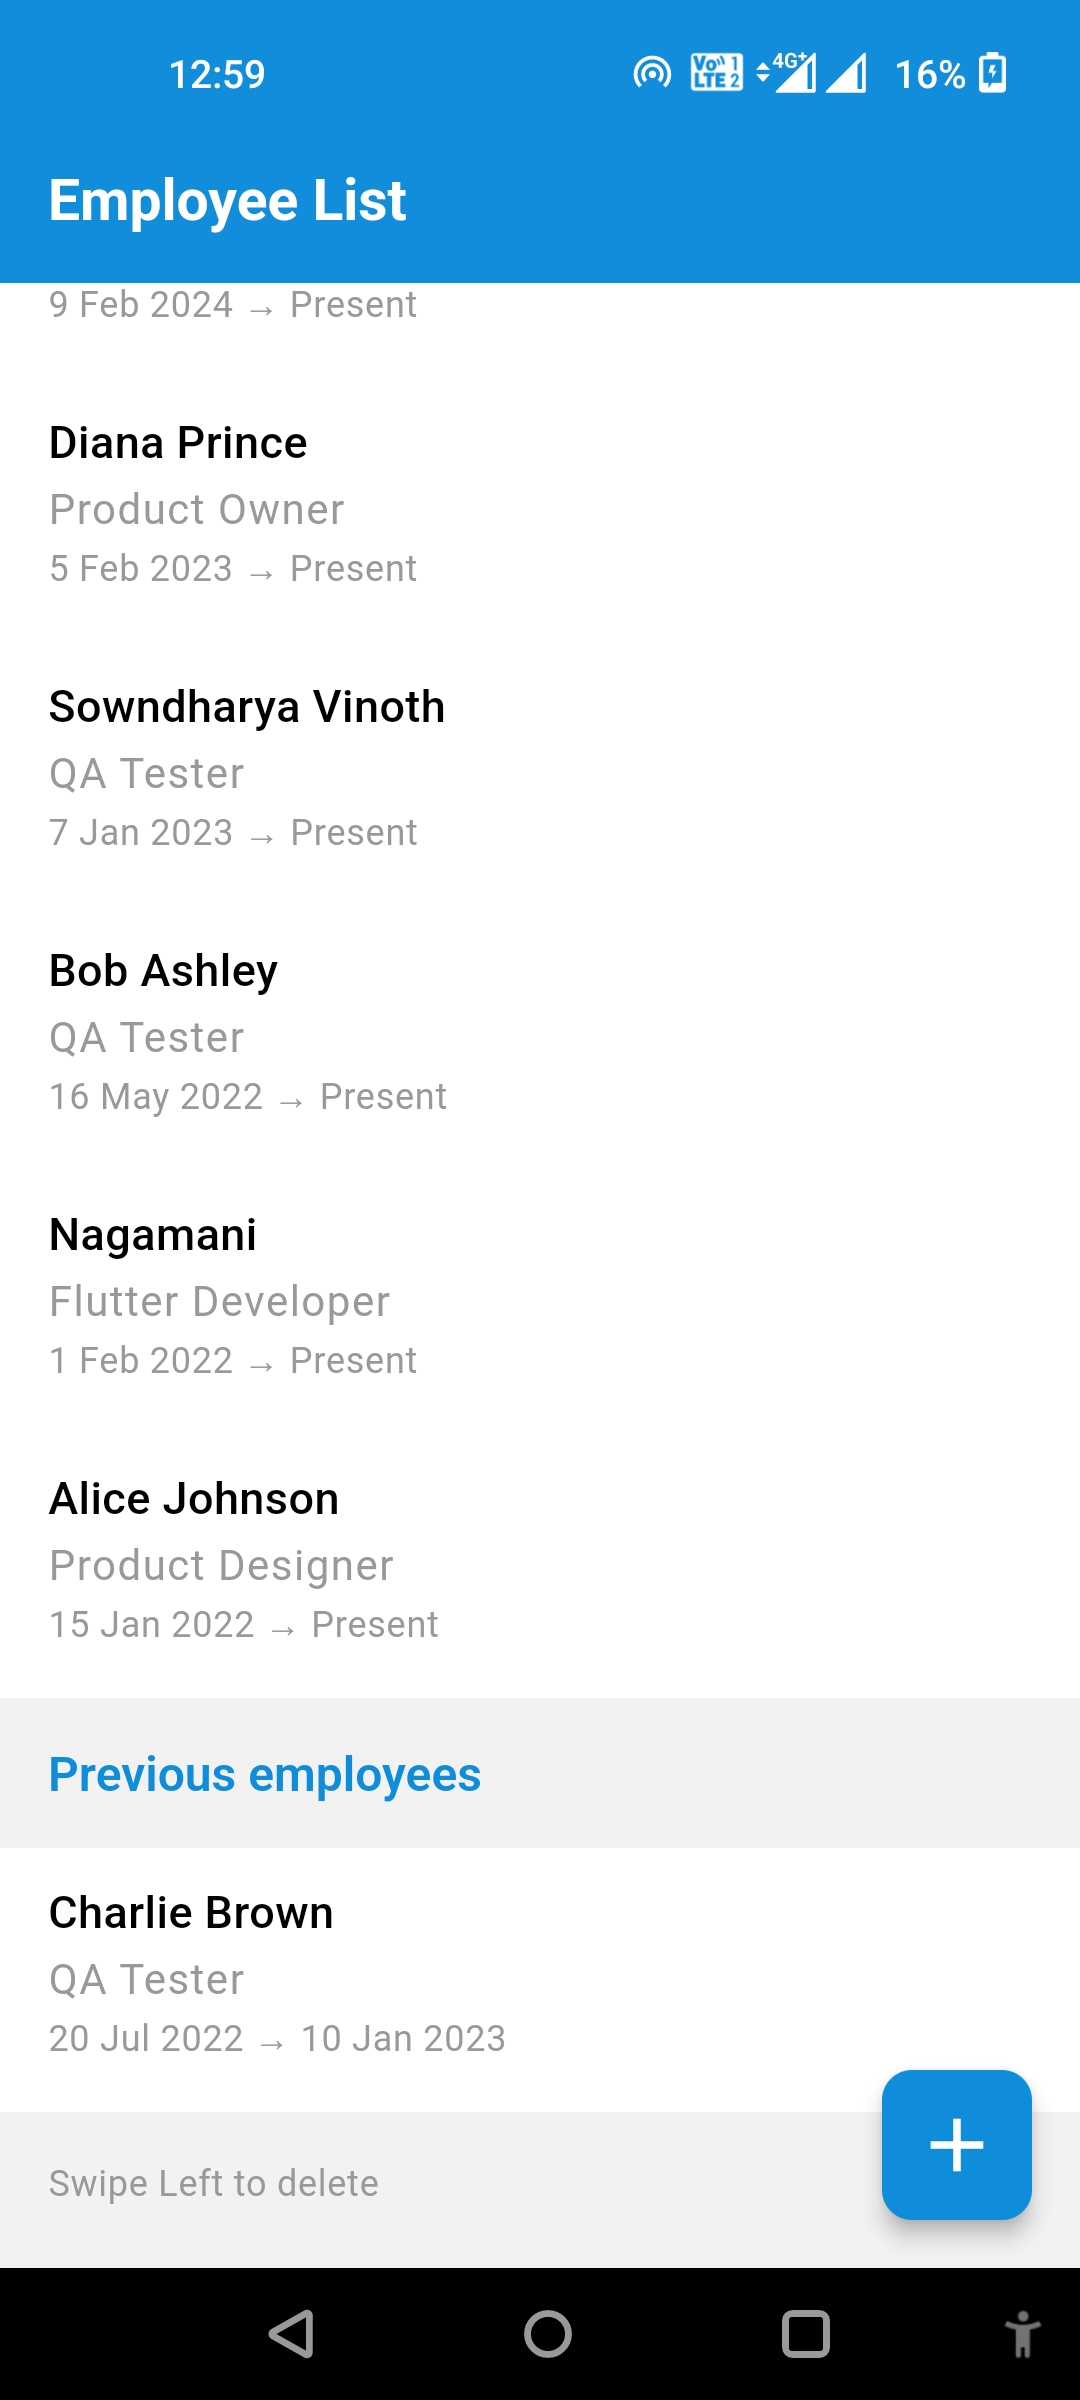 12:59
Vo LTE 1 2 4G+ 16%
Employee List
9 Feb 2024 → Present
Diana Prince
Product Owner
5 Feb 2023 → Present
Sowndharya Vinoth
QA Tester
7 Jan 2023 → Present
Bob Ashley
QA Tester
16 May 2022 → Present
Nagamani
Flutter Developer
1 Feb 2022 → Present
Alice Johnson
Product Designer
15 Jan 2022 → Present
Previous employees
Charlie Brown
QA Tester
20 Jul 2022 → 10 Jan 2023
Swipe Left to delete